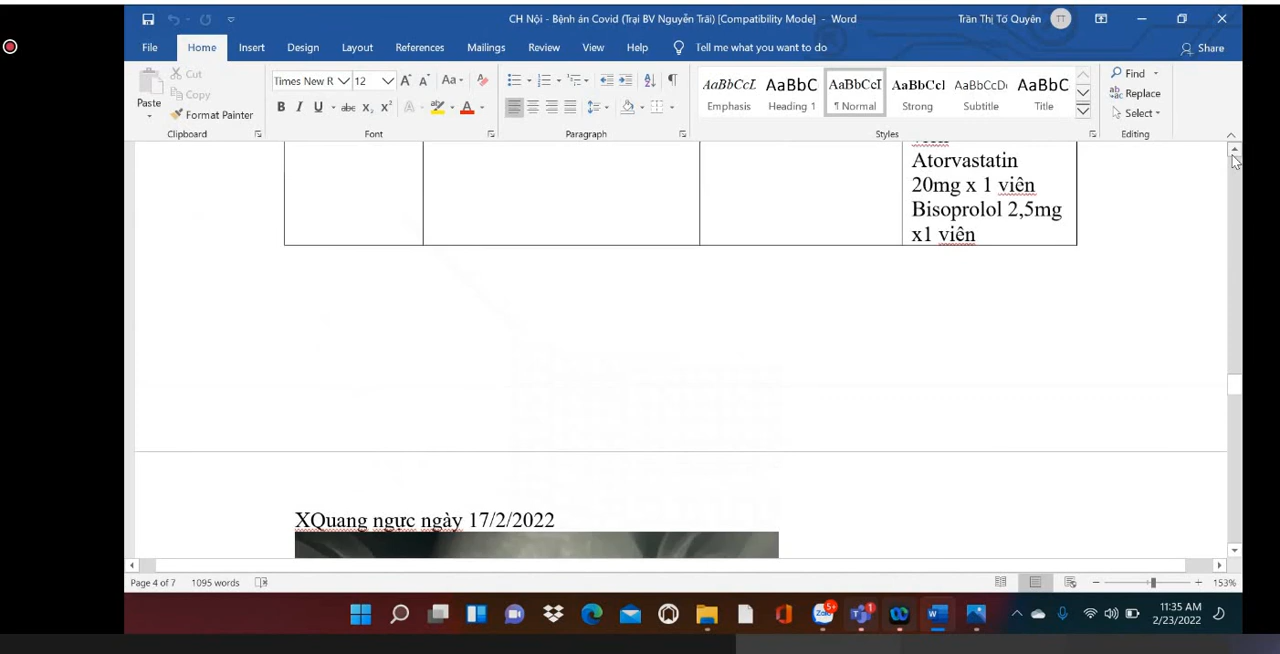 CH Nội - Bệnh án Covid (Trại BV Nguyễn Trãi) [Compatibility Mode] - Word
Trần Thị Tố Quyên
TT
File Home Insert Design Layout References Mailings Review View Help Tell me what you want to do
Share
Paste
Cut
Copy
Format Painter
Clipboard
Times New R 12
Font
Paragraph
AaBbCcI AaBbC AaBbCcI AaBbCcl AaBbCcD AaBbC
Emphasis Heading 1 ¶ Normal Strong Subtitle Title
Styles
Find
Replace
Select
Editing
Atorvastatin
20mg x 1 viên
Bisoprolol 2,5mg
x1 viên
XQuang ngực ngày 17/2/2022
Page 4 of 7 1095 words
153%
11:35 AM
2/23/2022